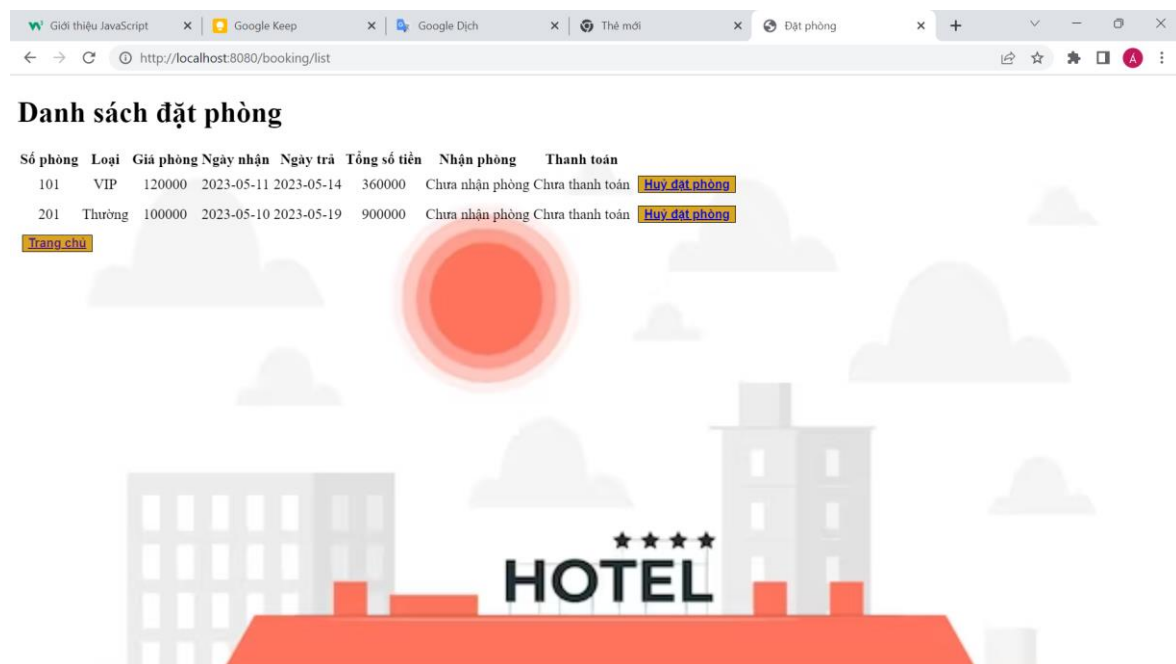 Giới thiệu JavaScript Google Keep Google Dịch Thẻ mới Đặt phòng
http://localhost:8080/booking/list A
Danh sách đặt phòng
Số phòng Loại Giá phòng Ngày nhận Ngày trả Tổng số tiền Nhận phòng Thanh toán
101 VIP 120000 2023-05-11 2023-05-14 360000 Chưa nhận phòng Chưa thanh toán Huỷ đặt phòng
201 Thường 100000 2023-05-10 2023-05-19 900000 Chưa nhận phòng Chưa thanh toán Huỷ đặt phòng
Trang chủ
HOTEL